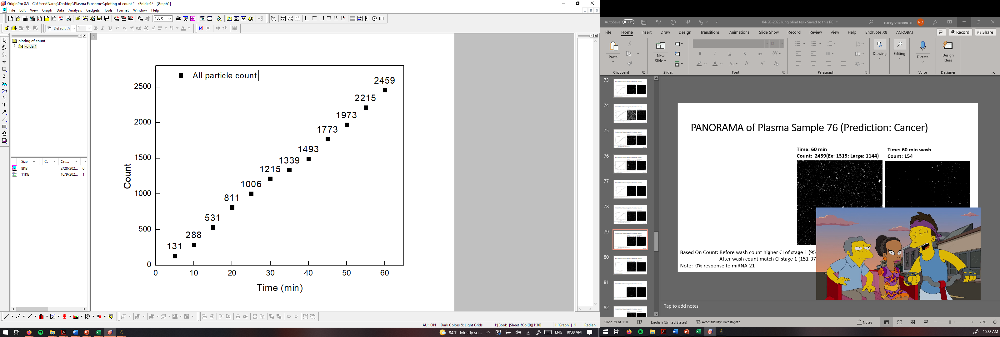 OriginPro 8.5 - C:\Users\Nareg\Desktop\Plasma Exosomes\ploting of count * - /Folder1/ - [Graph1]
File Edit View Graph Data Analysis Gadgets Tools Format Window Help
100%
Default: A 0
B I U
ploting of count
Folder1
Size C. Cre...
8KB 2/28/202... 0
11KB 10/9/202... 1
1
All particle count
2500
2000
1500
1000
500
0
Count
131
288
531
811
1006
1215
1339
1493
1773
1973
2215
2459
0 10 20 30 40 50 60
Time (min)
AU : ON Dark Colors & Light Grids 1:[Book1]Sheet1!Col(B)[1:30] 1:[Graph1]1!1 Radian
84°F Mostly su... ENG 10:38 AM
AutoSave Off
04-20-2022 lung blind tes • Saved to this PC
nareg ohannesian NO
File Home Insert Draw Design Transitions Animations Slide Show Record Review View Help EndNote X8 ACROBAT
Record Share
Paste
New Slide
18
B I U S ab AV
Aa A A
Drawing
Editing
Dictate
Design Ideas
Clipboard Slides Font Paragraph Voice Designer
73
74
75
76
77
78
79
80
81
82
PANORAMA of Plasma Sample 76 (Prediction: Cancer)
Time: 60 min
Count: 2459(Ex: 1315; Large: 1144)
Time: 60 min wash
Count: 154
Based On Count: Before wash count higher CI of stage 1 (95
After wash count match CI stage 1 (151-37
Note: 0% response to miRNA-21
Tap to add notes
Slide 79 of 110 English (United States) Accessibility: Investigate Notes 75%
10:38 AM